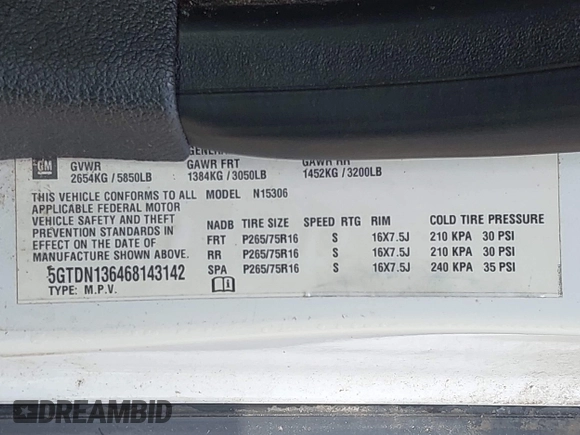 GM
GVWR GAWR FRT GAWR RR
2654KG / 5850LB 1384KG / 3050LB 1452KG / 3200LB
THIS VEHICLE CONFORMS TO ALL MODEL N15306
APPLICABLE FEDERAL MOTOR
VEHICLE SAFETY AND THEFT
PREVENTION STANDARDS IN
EFFECT ON THE DATE OF
MANUFACTURE SHOWN ABOVE.
5GTDN136468143142
TYPE: M.P.V.
NADB TIRE SIZE SPEED RTG RIM COLD TIRE PRESSURE
FRT P265/75R16 S 16X7.5J 210 KPA 30 PSI
RR P265/75R16 S 16X7.5J 210 KPA 30 PSI
SPA P265/75R16 S 16X7.5J 240 KPA 35 PSI
DREAMBID